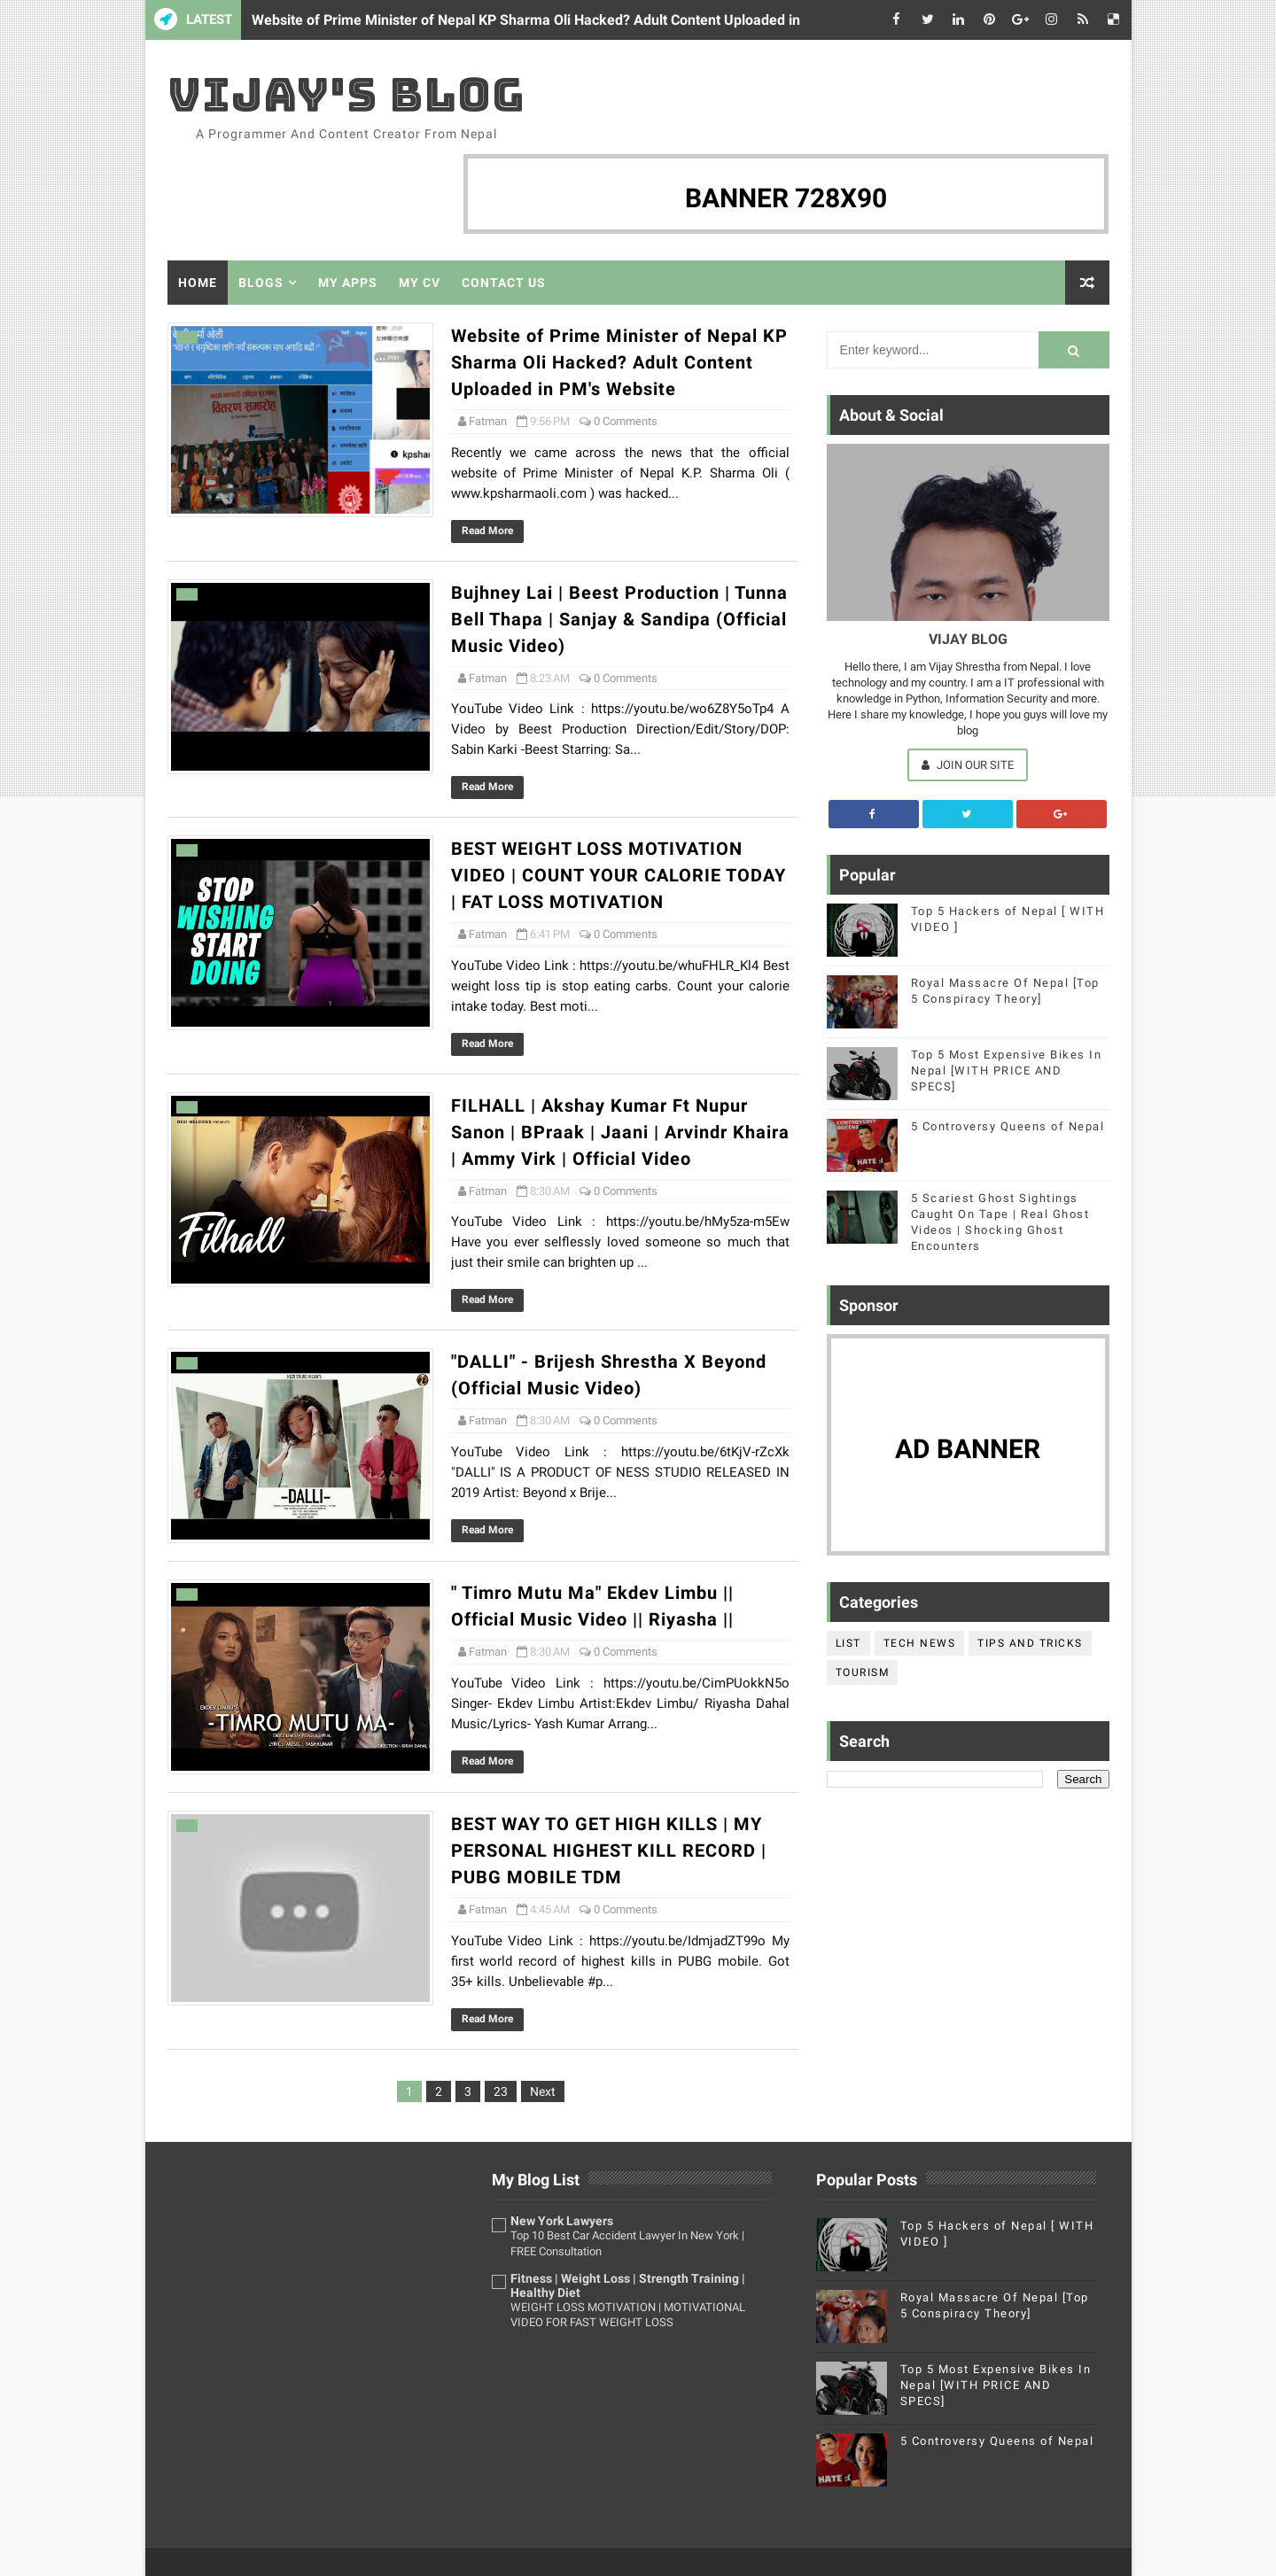 LATEST
Website of Prime Minister of Nepal KP Sharma Oli Hacked? Adult Content Uploaded in
VIJAY'S BLOG
A Programmer And Content Creator From Nepal
BANNER 728X90
HOME
BLOGS
MY APPS
MY CV
CONTACT US
Website of Prime Minister of Nepal KP
Sharma Oli Hacked? Adult Content
Uploaded in PM's Website
Fatman 9:56 PM 0 Comments
Recently we came across the news that the official
website of Prime Minister of Nepal K.P. Sharma Oli (
www.kpsharmaoli.com ) was hacked...
Read More
kpshar
वितरण समारोह
Bujhney Lai | Beest Production | Tunna
Bell Thapa | Sanjay & Sandipa (Official
Music Video)
Fatman 8:23 AM 0 Comments
YouTube Video Link : https://youtu.be/wo6Z8Y5oTp4 A
Video by Beest Production Direction/Edit/Story/DOP:
Sabin Karki -Beest Starring: Sa...
Read More
STOP
WISHING
START
DOING
BEST WEIGHT LOSS MOTIVATION
VIDEO | COUNT YOUR CALORIE TODAY
| FAT LOSS MOTIVATION
Fatman 6:41 PM 0 Comments
YouTube Video Link : https://youtu.be/whuFHLR_Kl4 Best
weight loss tip is stop eating carbs. Count your calorie
intake today. Best moti...
Read More
Filhall
FILHALL | Akshay Kumar Ft Nupur
Sanon | BPraak | Jaani | Arvindr Khaira
| Ammy Virk | Official Video
Fatman 8:30 AM 0 Comments
YouTube Video Link : https://youtu.be/hMy5za-m5Ew
Have you ever selflessly loved someone so much that
just their smile can brighten up ...
Read More
-DALLI-
"DALLI" - Brijesh Shrestha X Beyond
(Official Music Video)
Fatman 8:30 AM 0 Comments
YouTube Video Link : https://youtu.be/6tKjV-rZcXk
"DALLI" IS A PRODUCT OF NESS STUDIO RELEASED IN
2019 Artist: Beyond x Brije...
Read More
EKDEV LIMBU'S
-TIMRO MUTU MA-
" Timro Mutu Ma" Ekdev Limbu ||
Official Music Video || Riyasha ||
Fatman 8:30 AM 0 Comments
YouTube Video Link : https://youtu.be/CimPUokkN5o
Singer- Ekdev Limbu Artist:Ekdev Limbu/ Riyasha Dahal
Music/Lyrics- Yash Kumar Arrang...
Read More
BEST WAY TO GET HIGH KILLS | MY
PERSONAL HIGHEST KILL RECORD |
PUBG MOBILE TDM
Fatman 4:45 AM 0 Comments
YouTube Video Link : https://youtu.be/IdmjadZT99o My
first world record of highest kills in PUBG mobile. Got
35+ kills. Unbelievable #p...
Read More
1 2 3 23 Next
Enter keyword...
About & Social
VIJAY BLOG
Hello there, I am Vijay Shrestha from Nepal. I love
technology and my country. I am a IT professional with
knowledge in Python, Information Security and more.
Here I share my knowledge, I hope you guys will love my
blog
JOIN OUR SITE
Popular
Top 5 Hackers of Nepal [ WITH
VIDEO ]
Royal Massacre Of Nepal [Top
5 Conspiracy Theory]
Top 5 Most Expensive Bikes In
Nepal [WITH PRICE AND
SPECS]
HATE :(
5 Controversy Queens of Nepal
5 Scariest Ghost Sightings
Caught On Tape | Real Ghost
Videos | Shocking Ghost
Encounters
Sponsor
AD BANNER
Categories
LIST
TECH NEWS
TIPS AND TRICKS
TOURISM
Search
Search
My Blog List
New York Lawyers
Top 10 Best Car Accident Lawyer In New York |
FREE Consultation
Fitness | Weight Loss | Strength Training |
Healthy Diet
WEIGHT LOSS MOTIVATION | MOTIVATIONAL
VIDEO FOR FAST WEIGHT LOSS
Popular Posts
Top 5 Hackers of Nepal [ WITH
VIDEO ]
Royal Massacre Of Nepal [Top
5 Conspiracy Theory]
Top 5 Most Expensive Bikes In
Nepal [WITH PRICE AND
SPECS]
HATE :(
5 Controversy Queens of Nepal